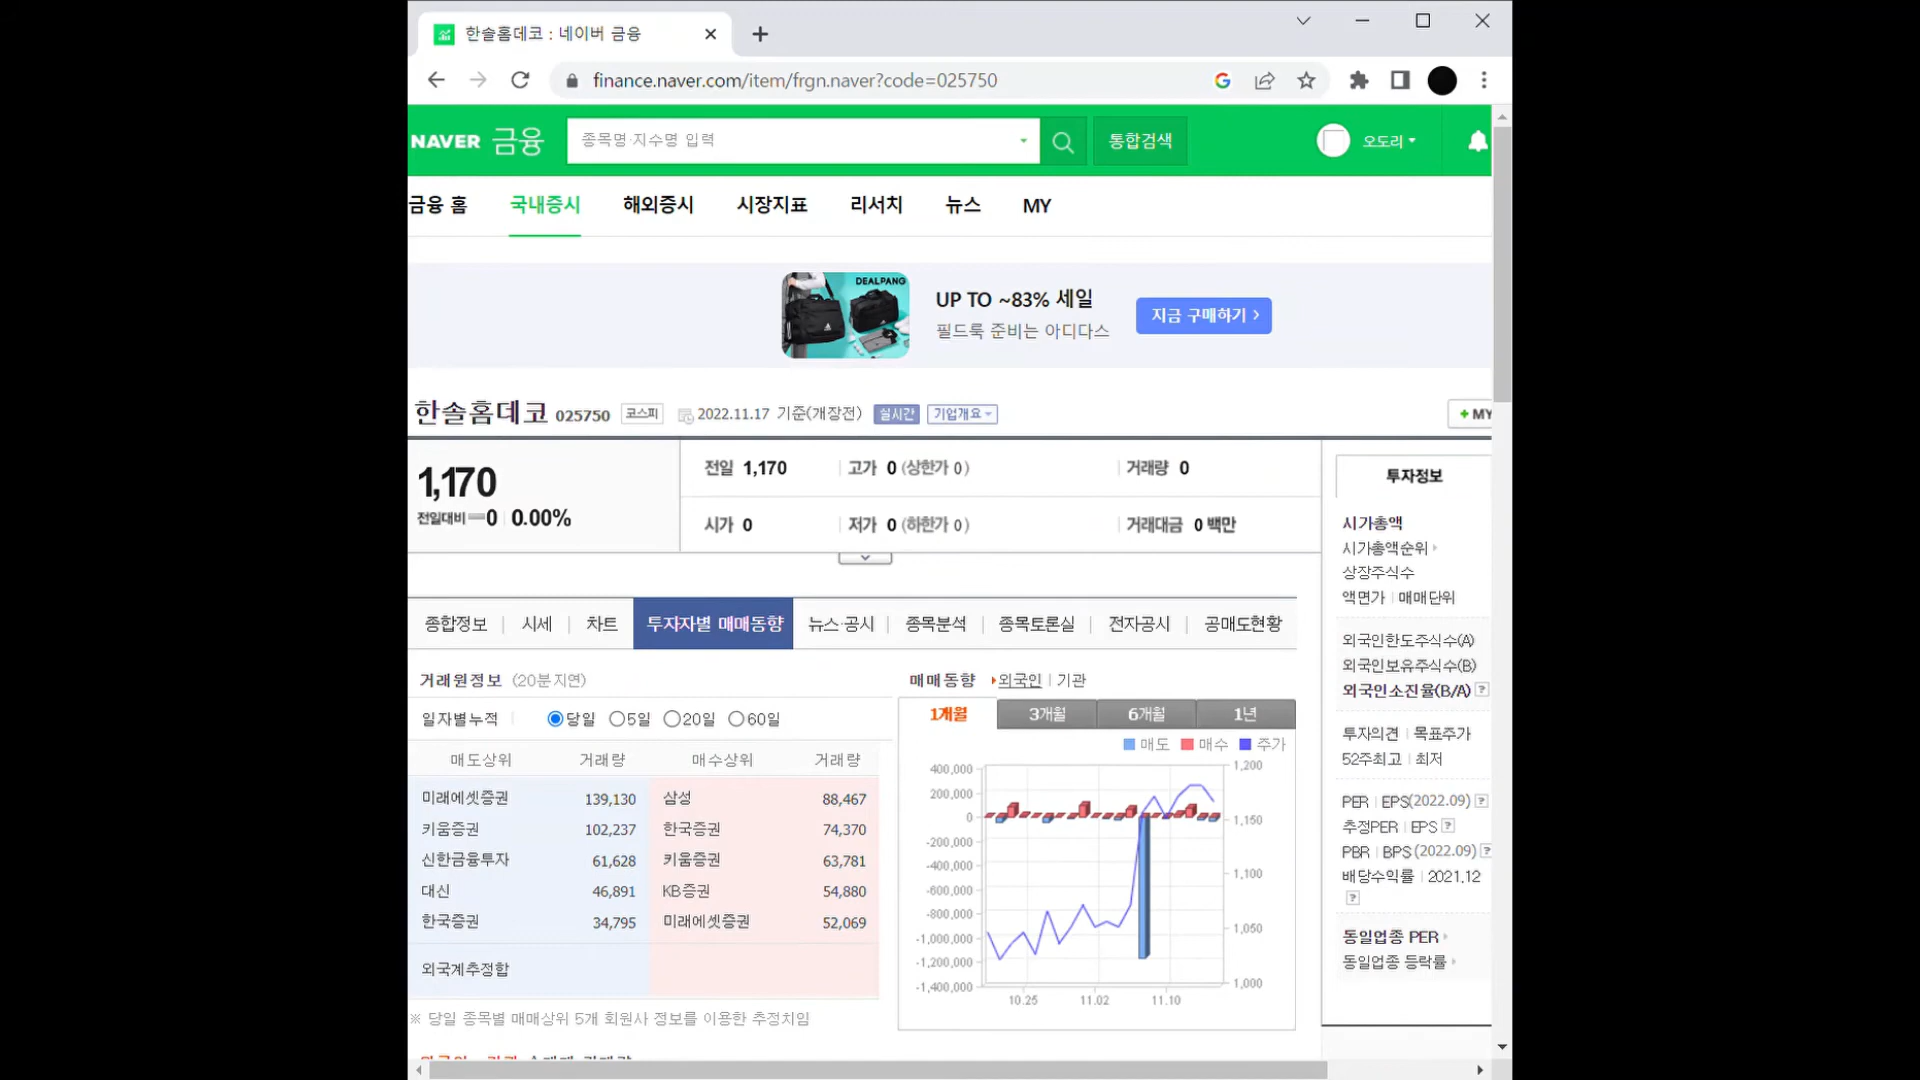 한솔홈데코 : 네이버 금융
finance.naver.com/item/frgn.naver?code=025750
NAVER 금융 종목명·지수명 입력 통합검색 오도리
금융 홈 국내증시 해외증시 시장지표 리서치 뉴스 MY
DEALPANG
UP TO ~83% 세일
필드룩 준비는 아디다스
지금 구매하기 >
한솔홈데코 025750 코스피 2022.11.17 기준(개장전) 실시간 기업개요 + MY
1,170
전일대비 0 0.00%
전일 1,170 고가 0 (상한가 0) 거래량 0
시가 0 저가 0 (하한가 0) 거래대금 0 백만
투자정보
시가총액
시가총액순위
상장주식수
액면가 | 매매단위
외국인한도주식수(A)
외국인보유주식수(B)
외국인소진율(B/A) ?
투자의견 | 목표주가
52주최고 | 최저
PER | EPS(2022.09) ?
추정PER | EPS ?
PBR | BPS(2022.09) ?
배당수익률 | 2021.12
?
동일업종 PER
동일업종 등락률
종합정보 | 시세 | 차트 투자자별 매매동향 뉴스·공시 | 종목분석 | 종목토론실 | 전자공시 | 공매도현황
거래원정보 (20분지연)
일자별누적 당일 5일 20일 60일
매도상위 거래량 매수상위 거래량
미래에셋증권 139,130 삼성 88,467
키움증권 102,237 한국증권 74,370
신한금융투자 61,628 키움증권 63,781
대신 46,891 KB증권 54,880
한국증권 34,795 미래에셋증권 52,069
외국계추정합
※ 당일 종목별 매매상위 5개 회원사 정보를 이용한 추정치임
매매동향 외국인 | 기관
1개월 3개월 6개월 1년
매도 매수 주가
400,000 1,200
200,000
0 1,150
-200,000
-400,000 1,100
-600,000
-800,000
-1,000,000 1,050
-1,200,000
-1,400,000 1,000
10.25 11.02 11.10